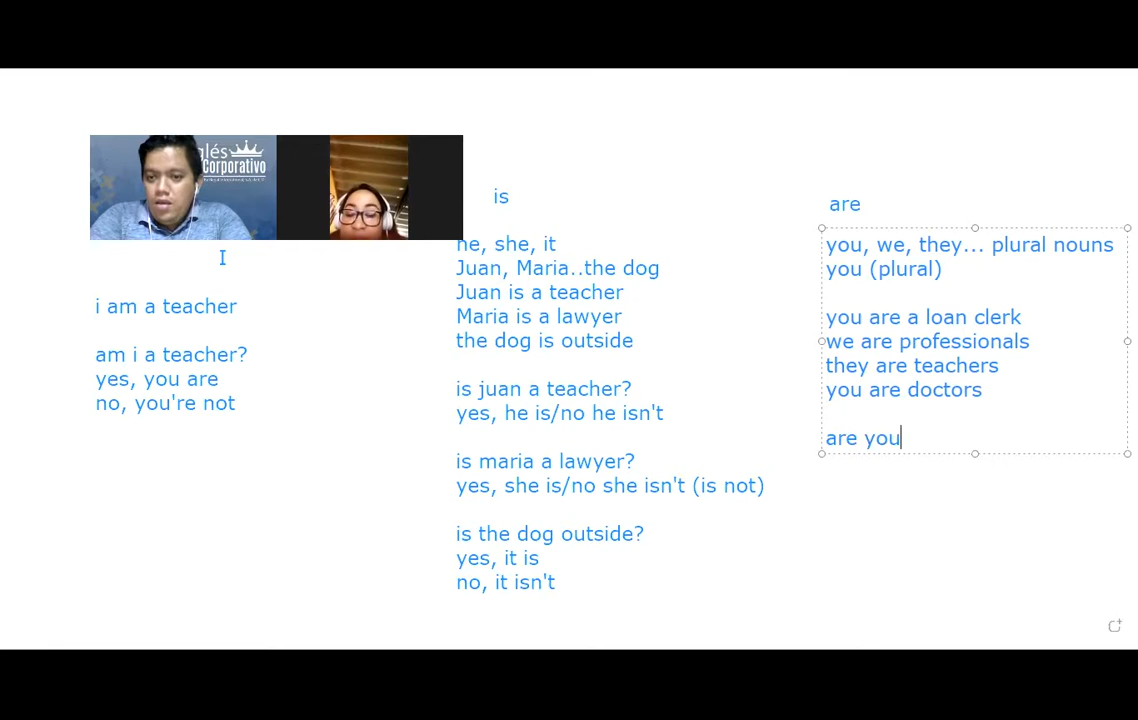 glés
Corporativo
I
i am a teacher
am i a teacher?
yes, you are
no, you're not
is
he, she, it
Juan, Maria..the dog
Juan is a teacher
Maria is a lawyer
the dog is outside
is juan a teacher?
yes, he is/no he isn't
is maria a lawyer?
yes, she is/no she isn't (is not)
is the dog outside?
yes, it is
no, it isn't
are
you, we, they... plural nouns
you (plural)
you are a loan clerk
we are professionals
they are teachers
you are doctors
are you